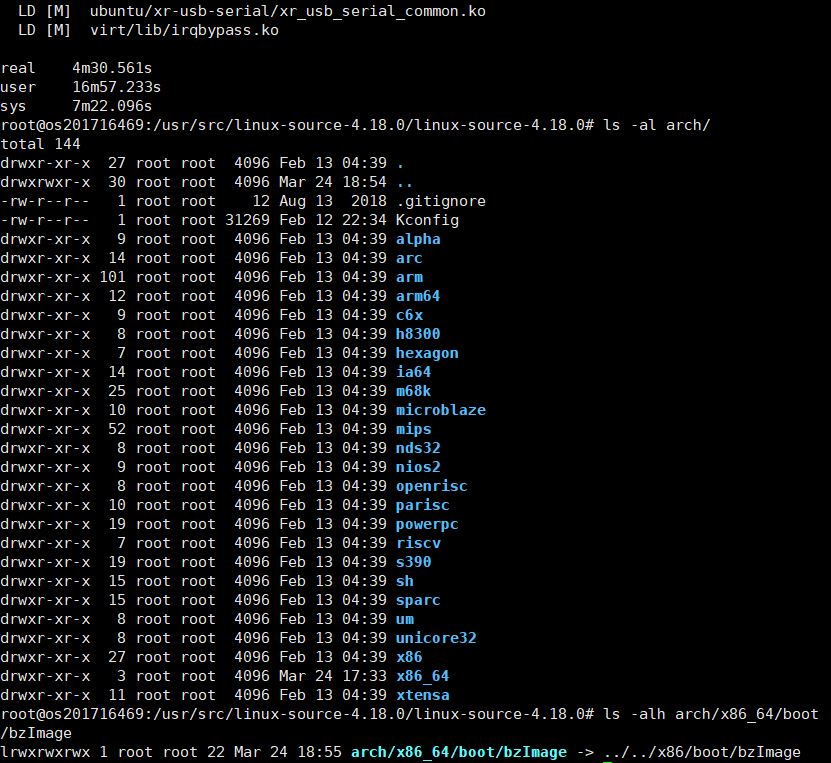 LD [M]  ubuntu/xr-usb-serial/xr_usb_serial_common.ko
  LD [M]  virt/lib/irqbypass.ko

real    4m30.561s
user    16m57.233s
sys     7m22.096s
root@os201716469:/usr/src/linux-source-4.18.0/linux-source-4.18.0# ls -al arch/
total 144
drwxr-xr-x  27 root root  4096 Feb 13 04:39 .
drwxrwxr-x  30 root root  4096 Mar 24 18:54 ..
-rw-r--r--   1 root root    12 Aug 13  2018 .gitignore
-rw-r--r--   1 root root 31269 Feb 12 22:34 Kconfig
drwxr-xr-x   9 root root  4096 Feb 13 04:39 alpha
drwxr-xr-x  14 root root  4096 Feb 13 04:39 arc
drwxr-xr-x 101 root root  4096 Feb 13 04:39 arm
drwxr-xr-x  12 root root  4096 Feb 13 04:39 arm64
drwxr-xr-x   9 root root  4096 Feb 13 04:39 c6x
drwxr-xr-x   8 root root  4096 Feb 13 04:39 h8300
drwxr-xr-x   7 root root  4096 Feb 13 04:39 hexagon
drwxr-xr-x  14 root root  4096 Feb 13 04:39 ia64
drwxr-xr-x  25 root root  4096 Feb 13 04:39 m68k
drwxr-xr-x  10 root root  4096 Feb 13 04:39 microblaze
drwxr-xr-x  52 root root  4096 Feb 13 04:39 mips
drwxr-xr-x   8 root root  4096 Feb 13 04:39 nds32
drwxr-xr-x   9 root root  4096 Feb 13 04:39 nios2
drwxr-xr-x   8 root root  4096 Feb 13 04:39 openrisc
drwxr-xr-x  10 root root  4096 Feb 13 04:39 parisc
drwxr-xr-x  19 root root  4096 Feb 13 04:39 powerpc
drwxr-xr-x   7 root root  4096 Feb 13 04:39 riscv
drwxr-xr-x  19 root root  4096 Feb 13 04:39 s390
drwxr-xr-x  15 root root  4096 Feb 13 04:39 sh
drwxr-xr-x  15 root root  4096 Feb 13 04:39 sparc
drwxr-xr-x   8 root root  4096 Feb 13 04:39 um
drwxr-xr-x   8 root root  4096 Feb 13 04:39 unicore32
drwxr-xr-x  27 root root  4096 Feb 13 04:39 x86
drwxr-xr-x   3 root root  4096 Mar 24 17:33 x86_64
drwxr-xr-x  11 root root  4096 Feb 13 04:39 xtensa
root@os201716469:/usr/src/linux-source-4.18.0/linux-source-4.18.0# ls -alh arch/x86_64/boot
/bzImage
lrwxrwxrwx 1 root root 22 Mar 24 18:55 arch/x86_64/boot/bzImage -> ../../x86/boot/bzImage